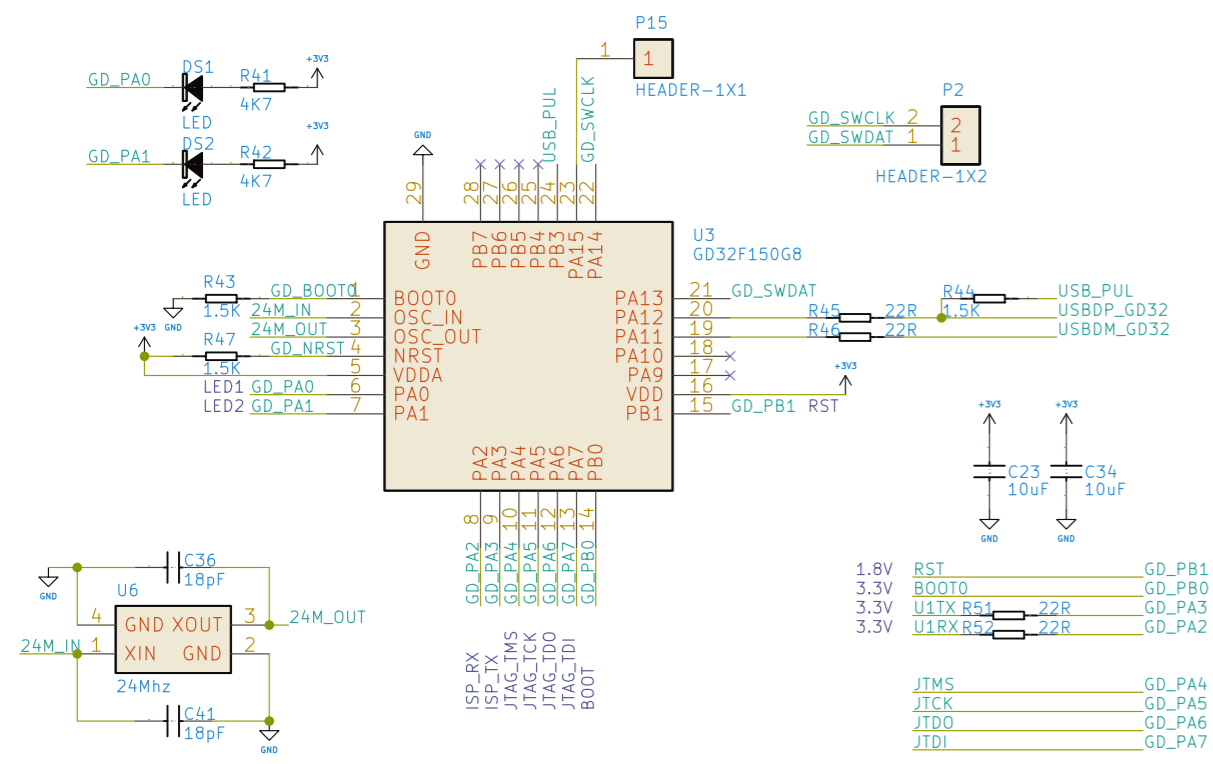 P15
1
1
HEADER-1X1
DS1
GD_PA0
LED
R41
4K7
+3V3
DS2
GD_PA1
LED
R42
4K7
+3V3
P2
GD_SWCLK 2
GD_SWDAT 1
2
1
HEADER-1X2
GND
USB_PUL
GD_SWCLK
29
28
27
26
25
24
23
22
GND
PB7
PB6
PB5
PB4
PB3
PA15
PA14
U3
GD32F150G8
R43
1.5K
GND
GD_BOOT0 1 BOOT0
24M_IN 2 OSC_IN
24M_OUT 3 OSC_OUT
+3V3
R47
1.5K
GD_NRST 4 NRST
5 VDDA
LED1 GD_PA0 6 PA0
LED2 GD_PA1 7 PA1
PA13 21 GD_SWDAT
PA12 20 R45 22R
PA11 19 R46 22R
PA10 18
PA9 17
VDD 16
PB1 15 GD_PB1 RST
+3V3
R44
1.5K
USB_PUL
USBDP_GD32
USBDM_GD32
PA2
PA3
PA4
PA5
PA6
PA7
PB0
8
9
10
11
12
13
14
GD_PA2
GD_PA3
GD_PA4
GD_PA5
GD_PA6
GD_PA7
GD_PB0
ISP_RX
ISP_TX
JTAG_TMS
JTAG_TCK
JTAG_TDO
JTAG_TDI
BOOT
+3V3
C23
10uF
GND
+3V3
C34
10uF
GND
C36
18pF
GND
U6
4 GND XOUT 3 24M_OUT
24M_IN 1 XIN GND 2
24Mhz
C41
18pF
GND
1.8V RST GD_PB1
3.3V BOOT0 GD_PB0
3.3V U1TX R51 22R GD_PA3
3.3V U1RX R52 22R GD_PA2
JTMS GD_PA4
JTCK GD_PA5
JTDO GD_PA6
JTDI GD_PA7